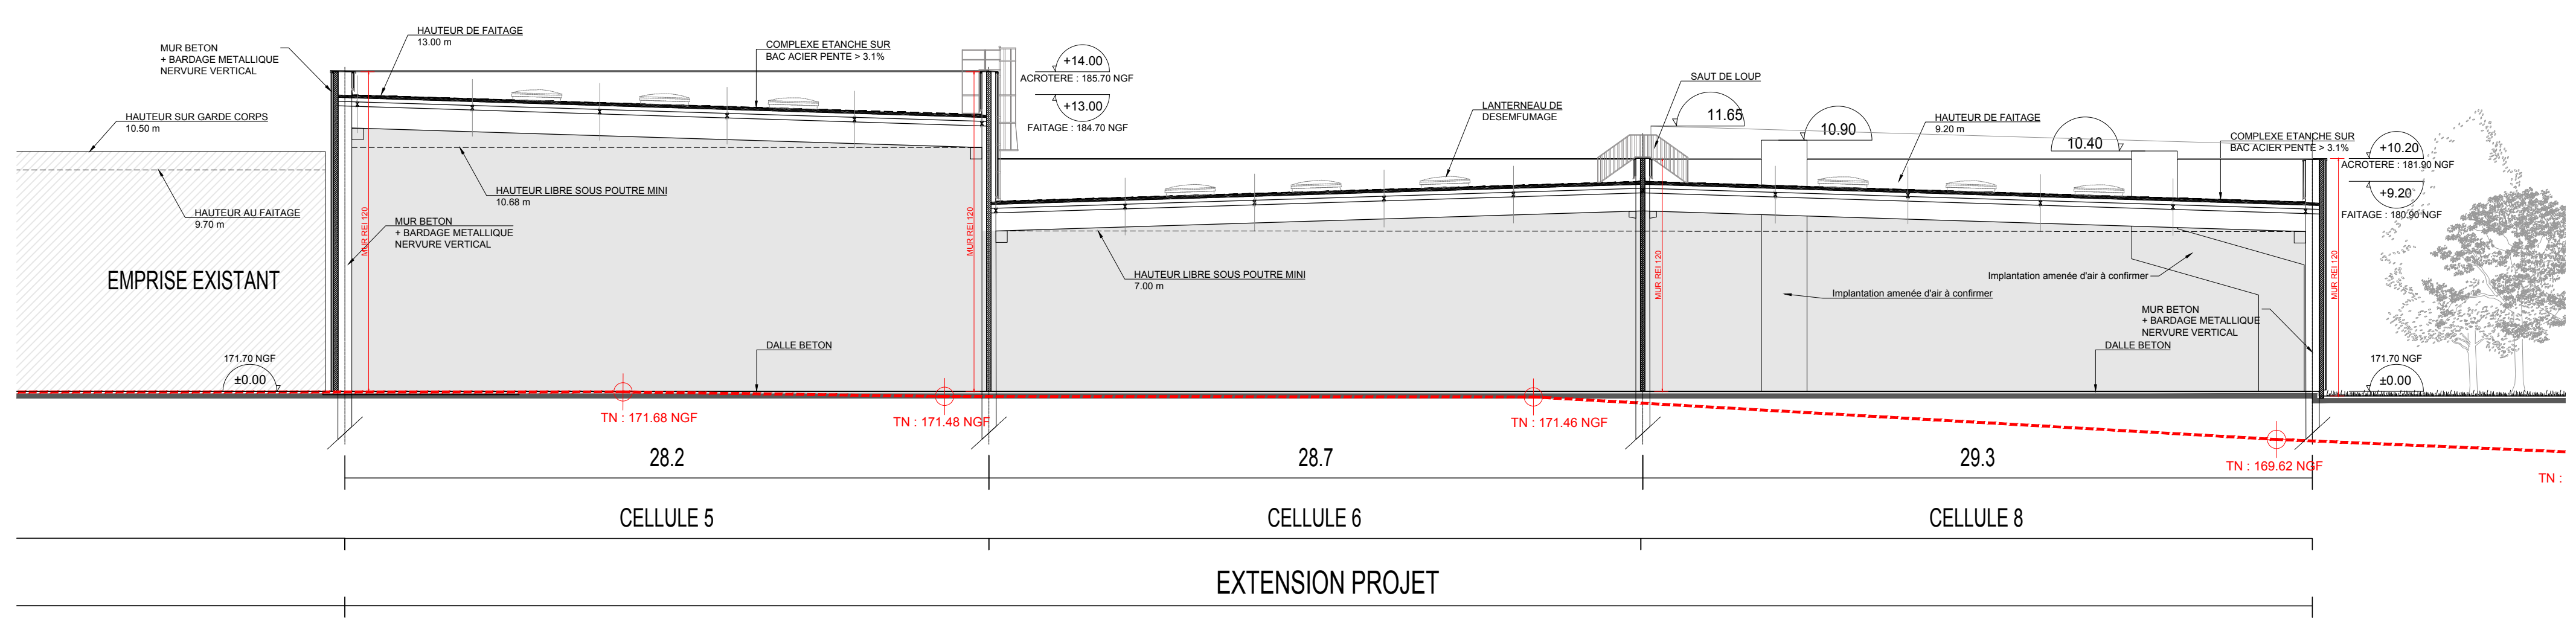 HAUTEUR DE FAITAGE
13.00 m
MUR BETON
+ BARDAGE METALLIQUE
NERVURE VERTICAL
COMPLEXE ETANCHE SUR
BAC ACIER PENTE > 3.1%
+14.00
ACROTERE : 185.70 NGF
+13.00
FAITAGE : 184.70 NGF
SAUT DE LOUP
LANTERNEAU DE
DESEMFUMAGE
11.65
10.90
HAUTEUR DE FAITAGE
9.20 m
10.40
COMPLEXE ETANCHE SUR
BAC ACIER PENTE > 3.1%
+10.20
ACROTERE : 181.90 NGF
+9.20
FAITAGE : 180.90 NGF
HAUTEUR SUR GARDE CORPS
10.50 m
HAUTEUR AU FAITAGE
9.70 m
HAUTEUR LIBRE SOUS POUTRE MINI
10.68 m
MUR BETON
+ BARDAGE METALLIQUE
NERVURE VERTICAL
MUR REI 120
MUR REI 120
MUR REI 120
MUR REI 120
EMPRISE EXISTANT
HAUTEUR LIBRE SOUS POUTRE MINI
7.00 m
Implantation amenée d'air à confirmer
Implantation amenée d'air à confirmer
MUR BETON
+ BARDAGE METALLIQUE
NERVURE VERTICAL
171.70 NGF
±0.00
DALLE BETON
DALLE BETON
171.70 NGF
±0.00
TN : 171.68 NGF
TN : 171.48 NGF
TN : 171.46 NGF
TN : 169.62 NGF
TN :
28.2
28.7
29.3
CELLULE 5
CELLULE 6
CELLULE 8
EXTENSION PROJET